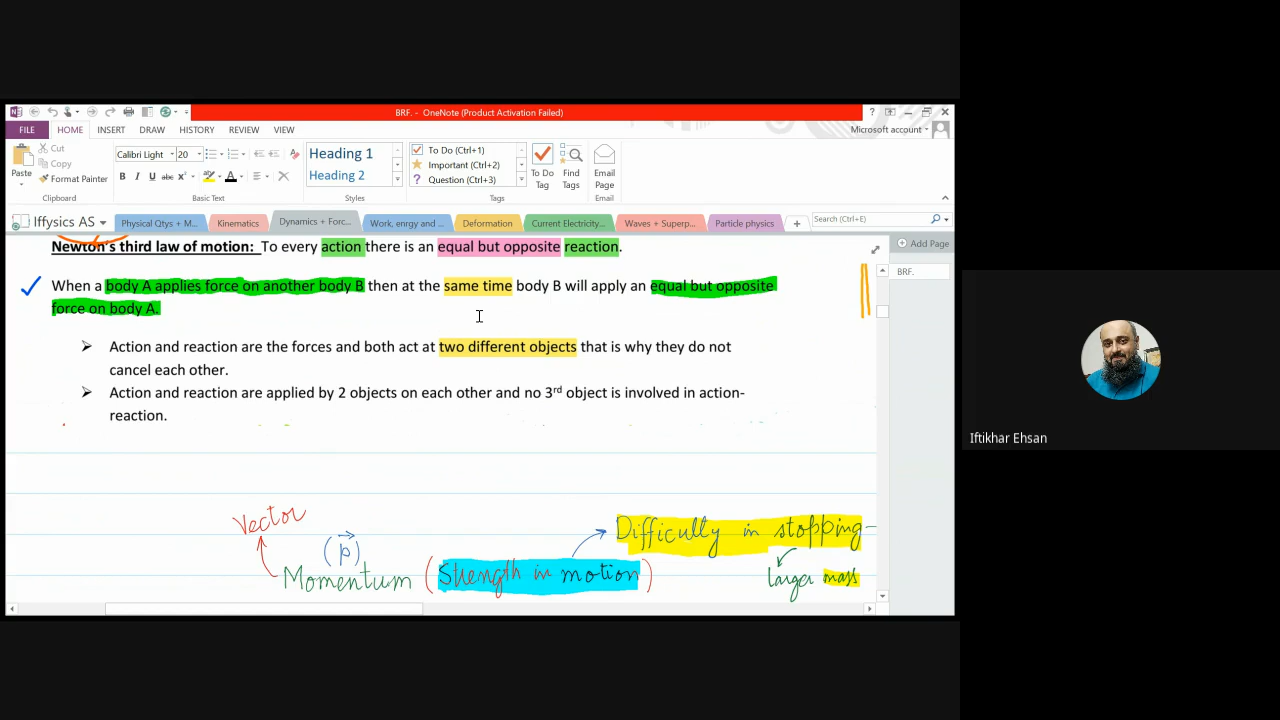 BRF. - OneNote (Product Activation Failed)
FILE HOME INSERT DRAW HISTORY REVIEW VIEW Microsoft account
Paste Cut Copy Format Painter
Calibri Light 20
B I U abc X₂ A
Heading 1
Heading 2
To Do (Ctrl+1)
Important (Ctrl+2)
Question (Ctrl+3)
To Do Tag
Find Tags
Email Page
Clipboard Basic Text Styles Tags Email
Iffysics AS Physical Qtys + M... Kinematics Dynamics + Forc... Work, enrgy and ... Deformation Current Electricity... Waves + Superp... Particle physics + Search (Ctrl+E)
Add Page
BRF.
Newton's third law of motion: To every action there is an equal but opposite reaction.
When a body A applies force on another body B then at the same time body B will apply an equal but opposite
force on body A.
Action and reaction are the forces and both act at two different objects that is why they do not
cancel each other.
Action and reaction are applied by 2 objects on each other and no 3rd object is involved in action-
reaction.
Vector
(p)
Difficulty in stopping
Momentum (Strength in motion)
larger mass
Iftikhar Ehsan